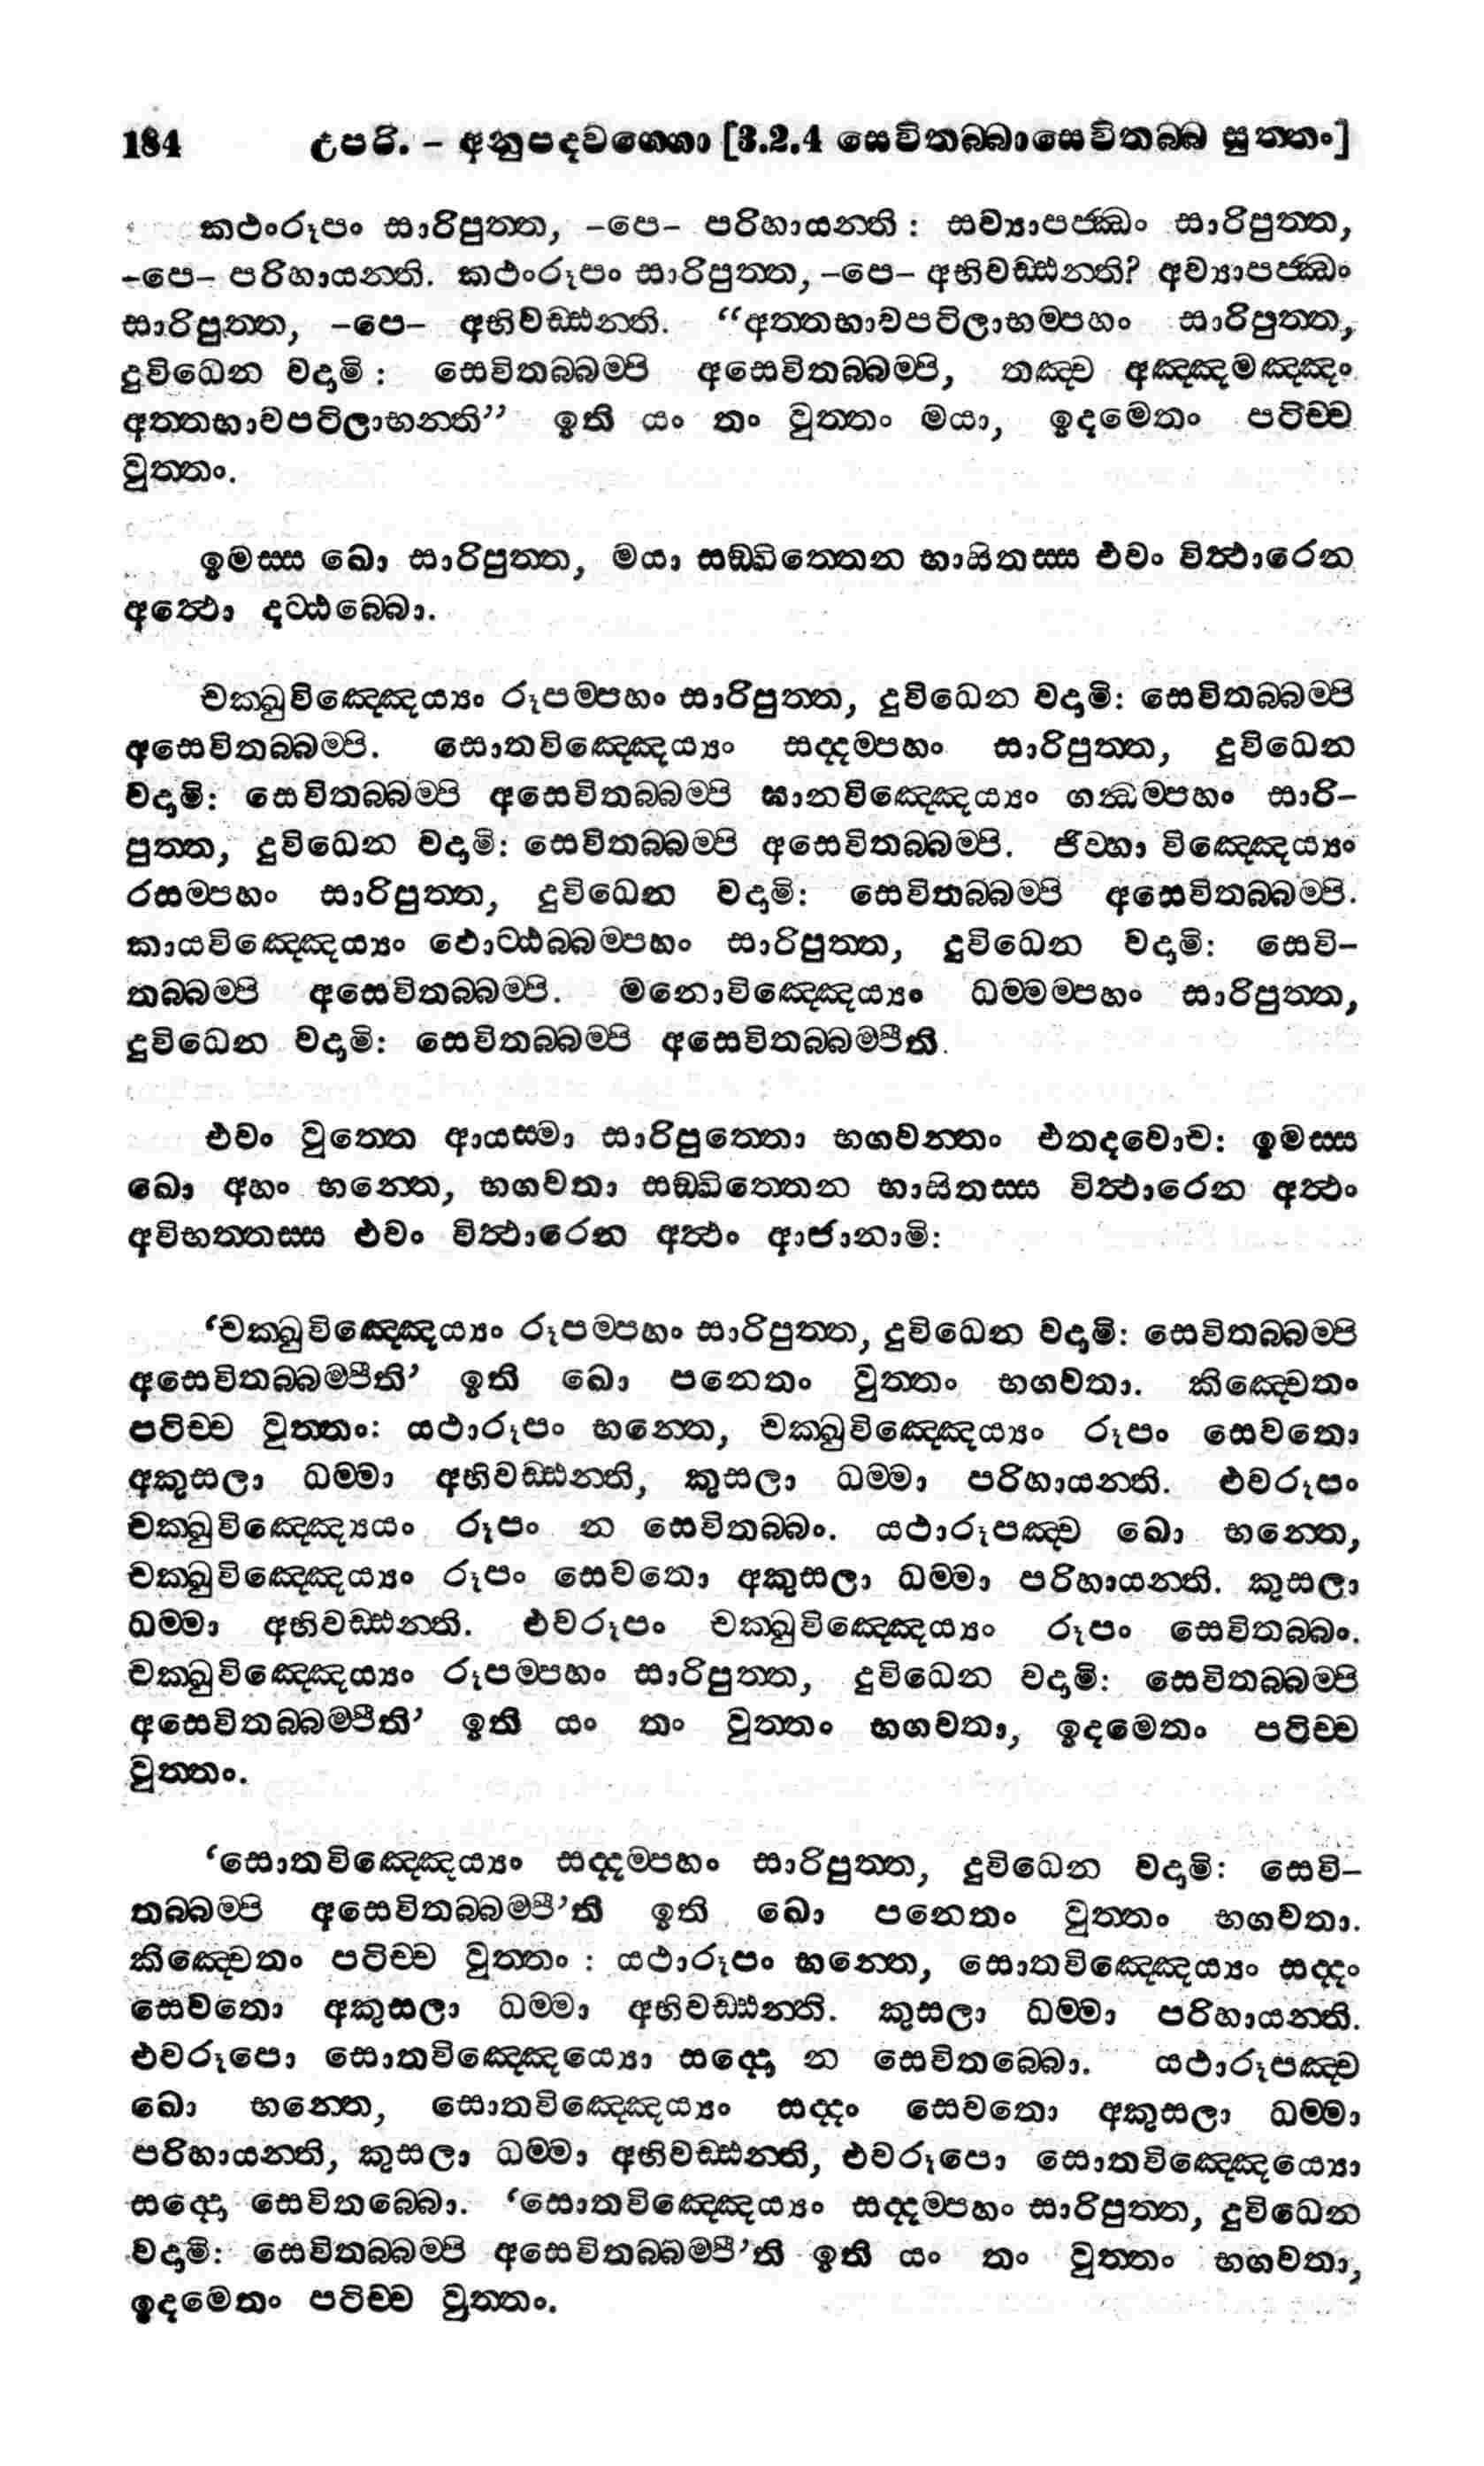 184 උපරි. – අනුපදවග්ගො [3.2.4 සෙවිතබ්බාසෙවිතබ්බ සුත්තං]
කථංරූපං සාරිපුත්ත, –පෙ– පරිහායන්ති : සව්‍යාපජ්ඣං සාරිපුත්ත,
–පෙ– පරිහායන්ති. කථංරූපං සාරිපුත්ත, –පෙ– අභිවඩ්ඪන්ති? අව්‍යාපජ්ඣං
සාරිපුත්ත, –පෙ– අභිවඩ්ඪන්ති. “අත්තභාවපටිලාභම්පහං සාරිපුත්ත,
දුවිධෙන වදාමි : සෙවිතබ්බම්පි අසෙවිතබ්බම්පි, තඤ්ච අඤ්ඤමඤ්ඤං
අත්තභාවපටිලාභන්ති” ඉති යං තං වුත්තං මයා, ඉදමෙතං පටිච්ච
වුත්තං.
ඉමස්ස ඛො සාරිපුත්ත, මයා සඞ්ඛිත්තෙන භාසිතස්ස එවං විත්ථාරෙන
අත්ථො දට්ඨබ්බො.
චක්ඛුවිඤ්ඤෙය්‍යං රූපම්පහං සාරිපුත්ත, දුවිධෙන වදාමි: සෙවිතබ්බම්පි
අසෙවිතබ්බම්පි. සොතවිඤ්ඤෙය්‍යං සද්දම්පහං සාරිපුත්ත, දුවිධෙන
වදාමි: සෙවිතබ්බම්පි අසෙවිතබ්බම්පි ඝානවිඤ්ඤෙය්‍යං ගන්ධම්පහං සාරි–
පුත්ත, දුවිධෙන වදාමි: සෙවිතබ්බම්පි අසෙවිතබ්බම්පි. ජිව්හා විඤ්ඤෙය්‍යං
රසම්පහං සාරිපුත්ත, දුවිධෙන වදාමි: සෙවිතබ්බම්පි අසෙවිතබ්බම්පි.
කායවිඤ්ඤෙය්‍යං ඵොට්ඨබ්බම්පහං සාරිපුත්ත, දුවිධෙන වදාමි: සෙවි–
තබ්බම්පි අසෙවිතබ්බම්පි. මනොවිඤ්ඤෙය්‍යං ධම්මම්පහං සාරිපුත්ත,
දුවිධෙන වදාමි: සෙවිතබ්බම්පි අසෙවිතබ්බම්පීති.
එවං වුත්තෙ ආයස්මා සාරිපුත්තො භගවන්තං එතදවොච: ඉමස්ස
ඛො අහං භන්තෙ, භගවතා සඞ්ඛිත්තෙන භාසිතස්ස විත්ථාරෙන අත්ථං
අවිභත්තස්ස එවං විත්ථාරෙන අත්ථං ආජානාමි:
‘චක්ඛුවිඤ්ඤෙය්‍යං රූපම්පහං සාරිපුත්ත, දුවිධෙන වදාමි: සෙවිතබ්බම්පි
අසෙවිතබ්බම්පීති’ ඉති ඛො පනෙතං වුත්තං භගවතා. කිඤ්චෙතං
පටිච්ච වුත්තං: යථාරූපං භන්තෙ, චක්ඛුවිඤ්ඤෙය්‍යං රූපං සෙවතො
අකුසලා ධම්මා අභිවඩ්ඪන්ති, කුසලා ධම්මා පරිහායන්ති. එවරූපං
චක්ඛුවිඤ්ඤේ‍යයං රූපං න සෙවිතබ්බං. යථාරූපඤ්ච ඛො භන්තෙ,
චක්ඛුවිඤ්ඤෙය්‍යං රූපං සෙවතො අකුසලා ධම්මා පරිහායන්ති. කුසලා
ධම්මා අභිවඩ්ඪන්ති. එවරූපං චක්ඛුවිඤ්ඤෙය්‍යං රූපං සෙවිතබ්බං.
චක්ඛුවිඤ්ඤෙය්‍යං රූපම්පහං සාරිපුත්ත, දුවිධෙන වදාමි: සෙවිතබ්බම්පි
අසෙවිතබ්බම්පීති’ ඉති යං තං වුත්තං භගවතා, ඉදමෙතං පටිච්ච
වුත්තං.
‘සොතවිඤ්ඤෙය්‍යං සද්දම්පහං සාරිපුත්ත, දුවිධෙන වදාමි: සෙවි–
තබ්බම්පි අසෙවිතබ්බම්පී’ති ඉති ඛො පනෙතං වුත්තං භගවතා.
කිඤ්චෙතං පටිච්ච වුත්තං : යථාරූපං භන්තෙ, සොතවිඤ්ඤෙය්‍යං සද්දං
සෙවතො අකුසලා ධම්මා අභිවඩ්ඪන්ති. කුසලා ධම්මා පරිහායන්ති.
එවරූපො සොතවිඤ්ඤෙය්‍යො සද්දො න සෙවිතබ්බො. යථාරූපඤ්ච
ඛො භන්තෙ, සොතවිඤ්ඤෙය්‍යං සද්දං සෙවතො අකුසලා ධම්මා
පරිහායන්ති, කුසලා ධම්මා අභිවඩ්ඪන්ති, එවරූපො සොතවිඤ්ඤෙය්‍යො
සද්දො සෙවිතබ්බො. ‘සොතවිඤ්ඤෙය්‍යං සද්දම්පහං සාරිපුත්ත, දුවිධෙන
වදාමි: සෙවිතබ්බම්පි අසෙවිතබ්බම්පී’ති ඉති යං තං වුත්තං භගවතා,
ඉදමෙතං පටිච්ච වුත්තං.